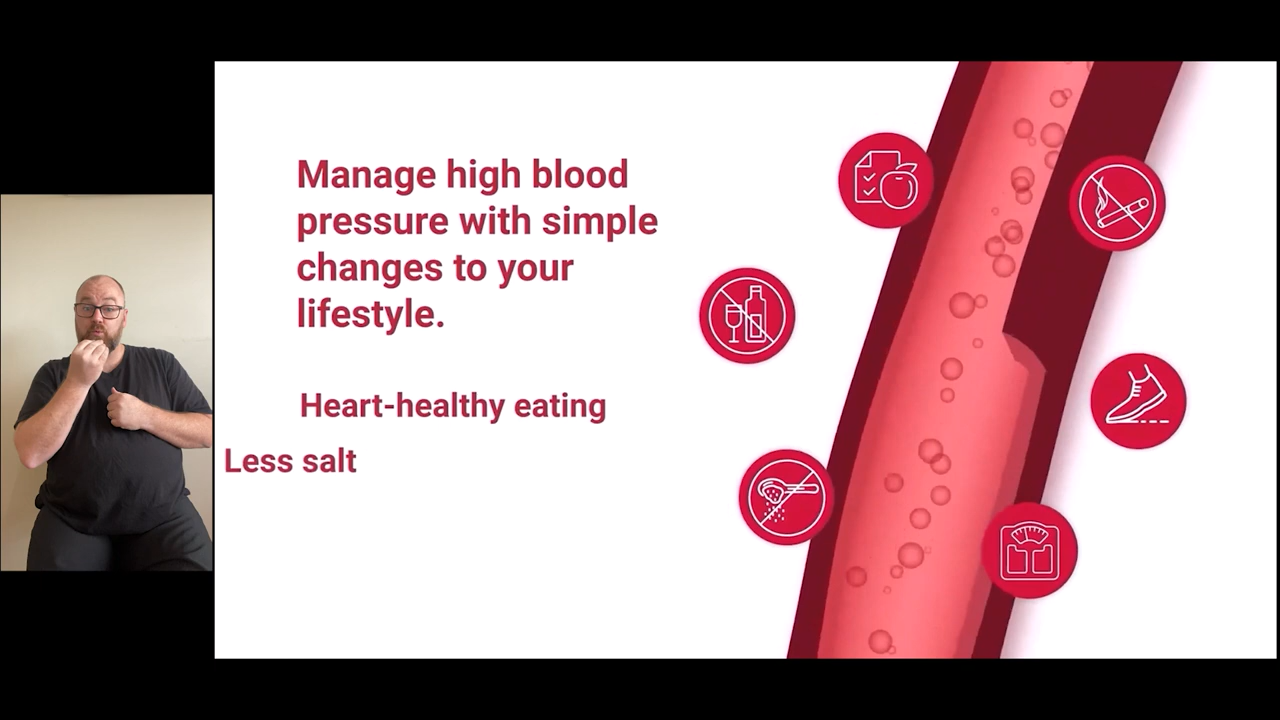 Manage high blood
pressure with simple
changes to your
lifestyle.
Heart-healthy eating
Less salt